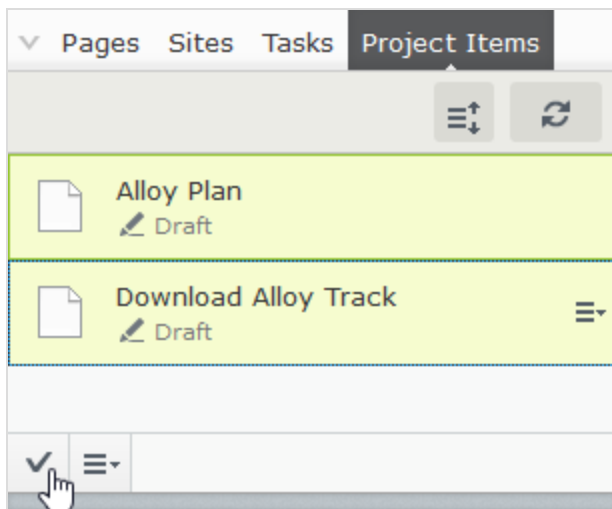 Pages Sites Tasks Project Items
Alloy Plan
Draft
Download Alloy Track
Draft